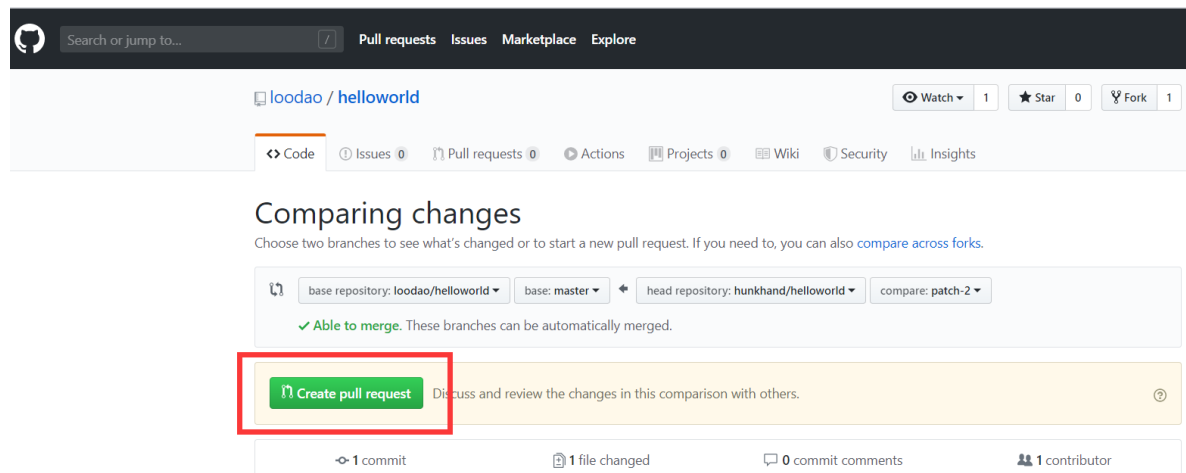 Search or jump to... / Pull requests Issues Marketplace Explore
loodao / helloworld Watch 1 Star 0 Fork 1
Code Issues 0 Pull requests 0 Actions Projects 0 Wiki Security Insights
Comparing changes
Choose two branches to see what's changed or to start a new pull request. If you need to, you can also compare across forks.
base repository: loodao/helloworld base: master head repository: hunkhand/helloworld compare: patch-2
Able to merge. These branches can be automatically merged.
Create pull request Discuss and review the changes in this comparison with others.
1 commit 1 file changed 0 commit comments 1 contributor